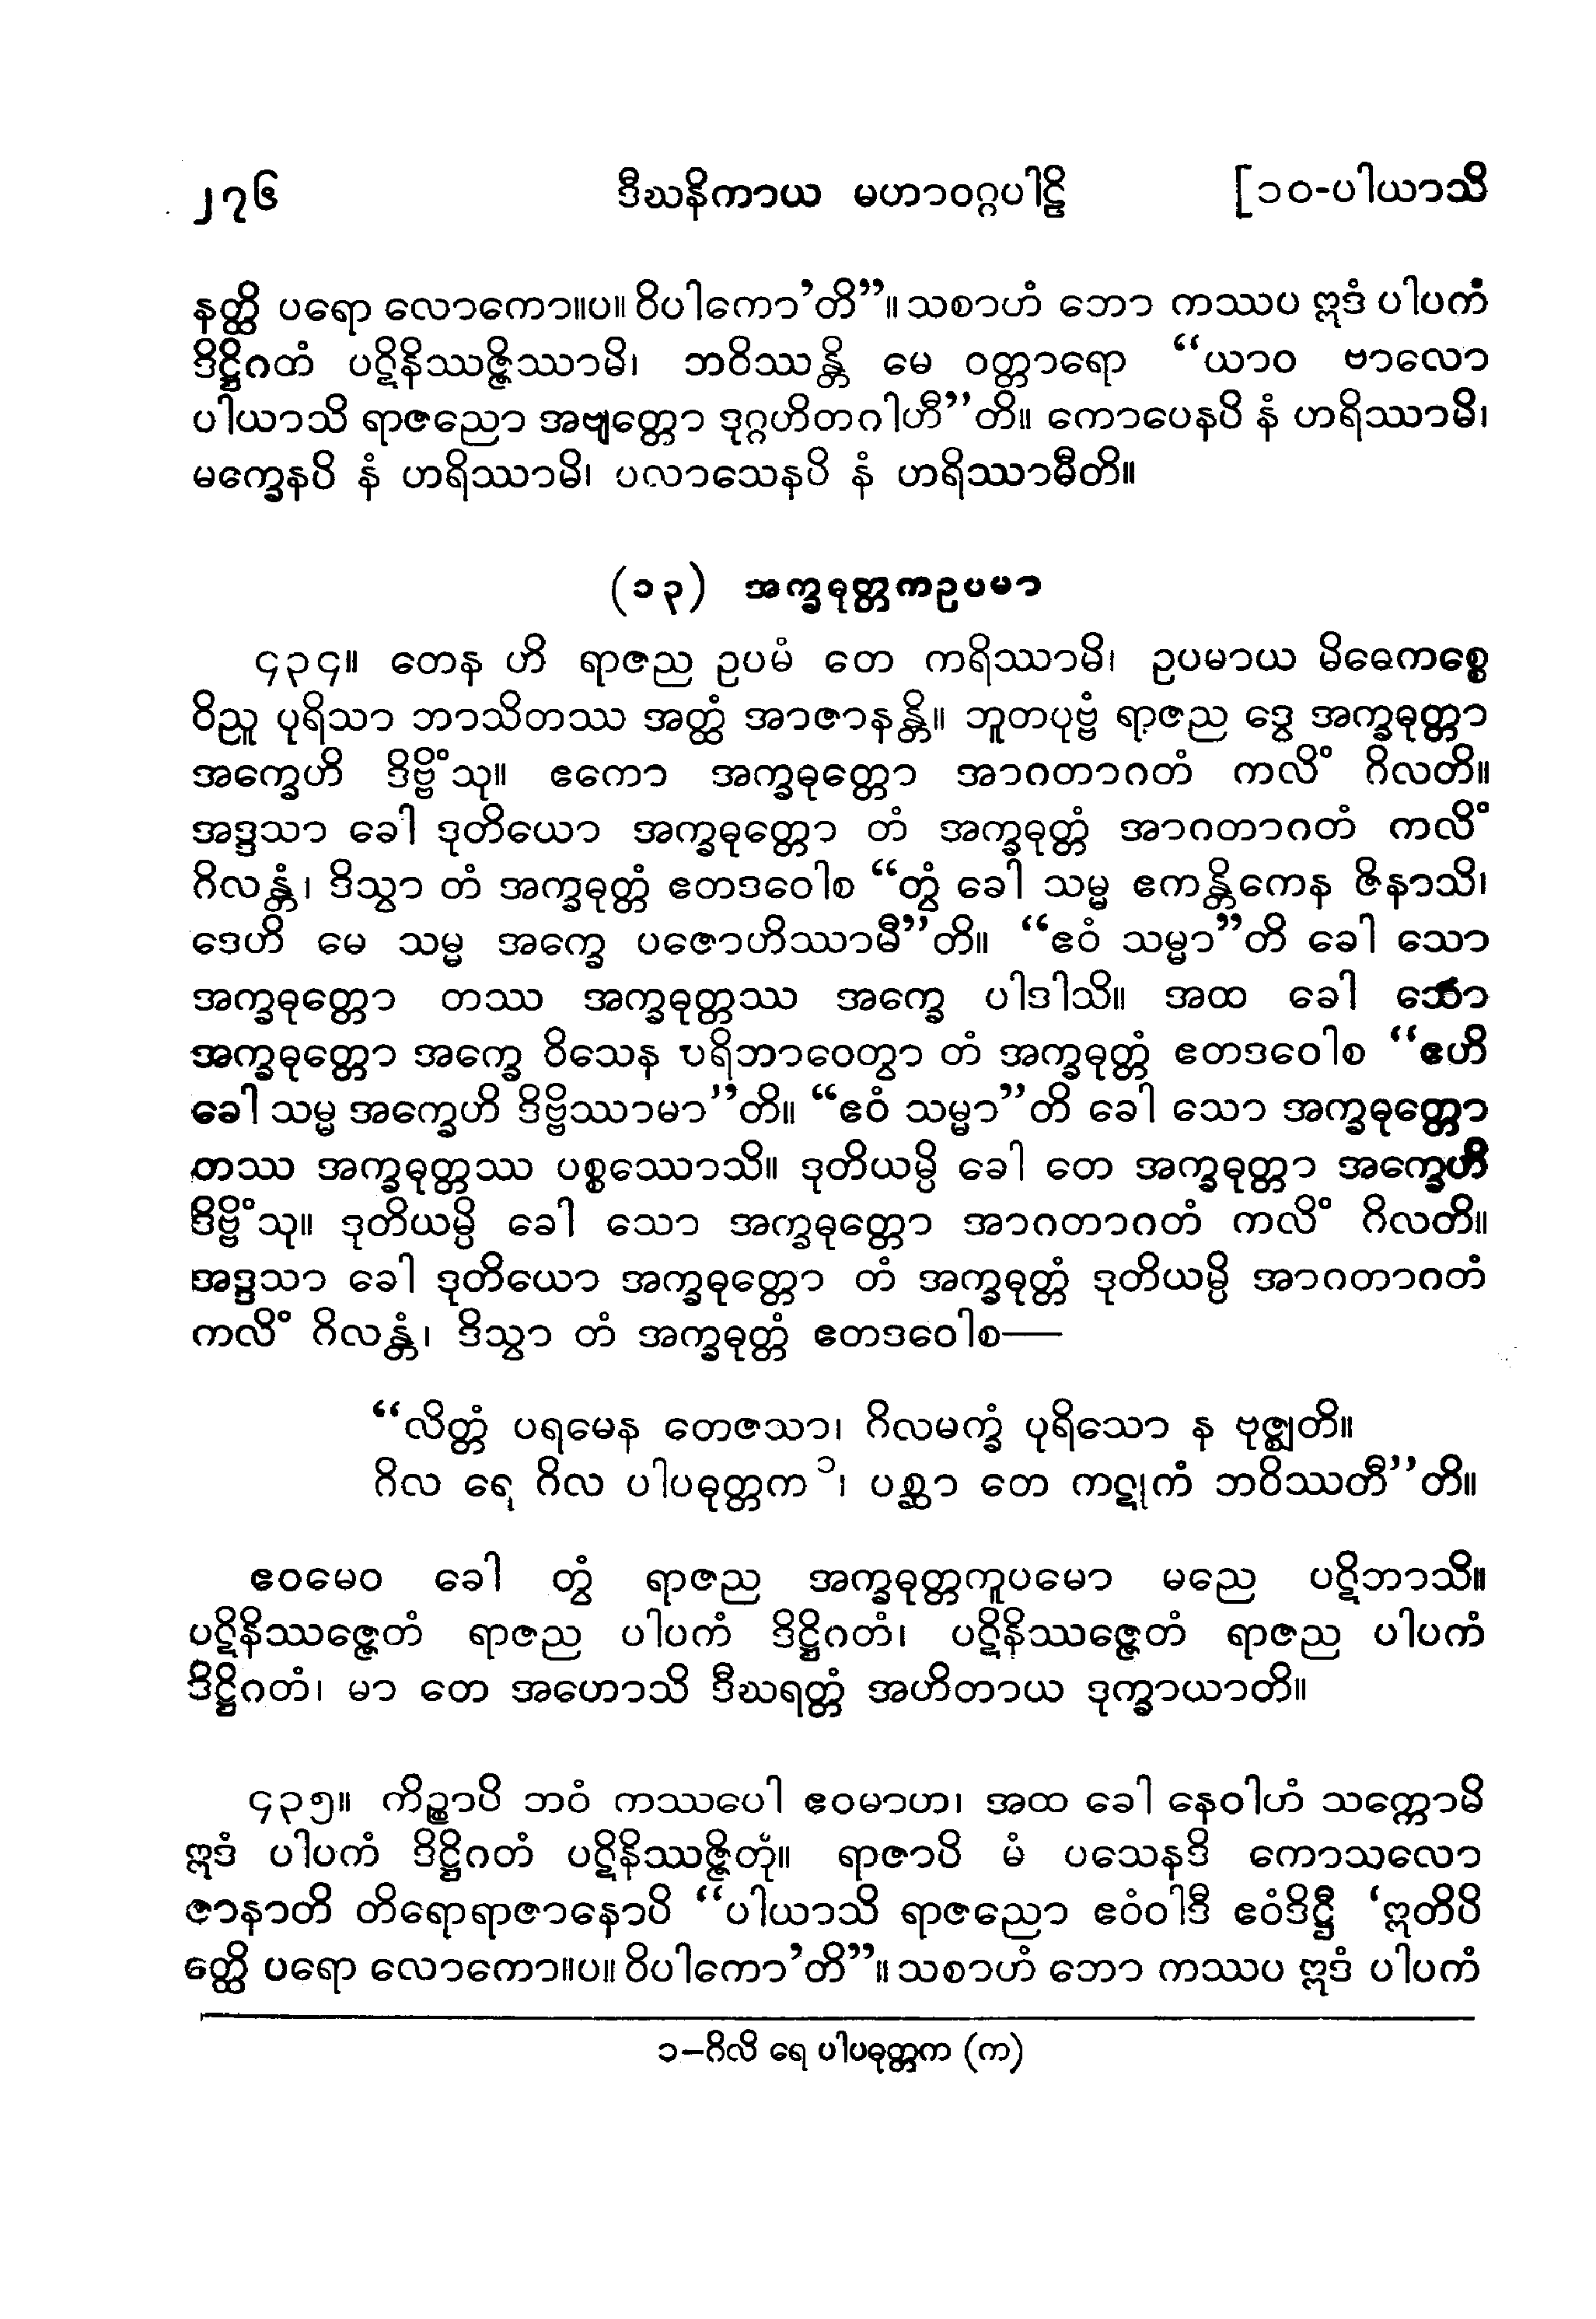 ၂၇၆ ဒီဃနိကာယ မဟာဝဂ္ဂပါဠိ [၁၀-ပါယာသိ
နတ္ထိ ပရော လောကော။ပ။ ဝိပါကော’တိ”။ သစာဟံ ဘော ကဿပ ဣဒံ ပါပကံ
ဒိဋ္ဌိဂတံ ပဋိနိဿဇ္ဇိဿာမိ၊ ဘဝိဿန္တိ မေ ဝတ္တာရော “ယာဝ ဗာလော
ပါယာသိ ရာဇညော အဗျတ္တော ဒုဂ္ဂဟိတဂါဟီ”တိ။ ကောပေနပိ နံ ဟရိဿာမိ၊
မက္ခေနပိ နံ ဟရိဿာမိ၊ ပလာသေနပိ နံ ဟရိဿာမီတိ။
(၁၃) အက္ခဓုတ္တကဥပမာ
၄၃၄။ တေန ဟိ ရာဇည ဥပမံ တေ ကရိဿာမိ၊ ဥပမာယ မိဓေကစ္စေ
ဝိညူ ပုရိသာ ဘာသိတဿ အတ္ထံ အာဇာနန္တိ။ ဘူတပုဗ္ဗံ ရာဇည ဒွေ အက္ခဓုတ္တာ
အက္ခေဟိ ဒိဗ္ဗိံသု။ ဧကော အက္ခဓုတ္တော အာဂတာဂတံ ကလိံ ဂိလတိ။
အဒ္ဒသာ ခေါ ဒုတိယော အက္ခဓုတ္တော တံ အက္ခဓုတ္တံ အာဂတာဂတံ ကလိံ
ဂိလန္တံ၊ ဒိသွာ တံ အက္ခဓုတ္တံ ဧတဒဝေါစ “တွံ ခေါ သမ္မ ဧကန္တိကေန ဇိနာသိ၊
ဒေဟိ မေ သမ္မ အက္ခေ ပဇောဟိဿာမီ”တိ။ “ဧဝံ သမ္မာ”တိ ခေါ သော
အက္ခဓုတ္တော တဿ အက္ခဓုတ္တဿ အက္ခေ ပါဒါသိ။ အထ ခေါ သော
အက္ခဓုတ္တော အက္ခေ ဝိသေန ပရိဘာဝေတွာ တံ အက္ခဓုတ္တံ ဧတဒဝေါစ “ဧဟိ
ခေါ သမ္မ အက္ခေဟိ ဒိဗ္ဗိဿာမာ”တိ။ “ဧဝံ သမ္မာ”တိ ခေါ သော အက္ခဓုတ္တော
တဿ အက္ခဓုတ္တဿ ပစ္စဿောသိ။ ဒုတိယမ္ပိ ခေါ တေ အက္ခဓုတ္တာ အက္ခေဟိ
ဒိဗ္ဗိံသု။ ဒုတိယမ္ပိ ခေါ သော အက္ခဓုတ္တော အာဂတာဂတံ ကလိံ ဂိလတိ။
အဒ္ဒသာ ခေါ ဒုတိယော အက္ခဓုတ္တော တံ အက္ခဓုတ္တံ ဒုတိယမ္ပိ အာဂတာဂတံ
ကလိံ ဂိလန္တံ၊ ဒိသွာ တံ အက္ခဓုတ္တံ ဧတဒဝေါစ—
“လိတ္တံ ပရမေန တေဇသာ၊ ဂိလမက္ခံ ပုရိသော န ဗုဇ္ဈတိ။
ဂိလ ရေ ဂိလ ပါပဓုတ္တက ၁၊ ပစ္ဆာ တေ ကဋုကံ ဘဝိဿတီ”တိ။
ဧဝမေဝ ခေါ တွံ ရာဇည အက္ခဓုတ္တကူပမော မညေ ပဋိဘာသိ။
ပဋိနိဿဇ္ဇေတံ ရာဇည ပါပကံ ဒိဋ္ဌိဂတံ၊ ပဋိနိဿဇ္ဇေတံ ရာဇည ပါပကံ
ဒိဋ္ဌိဂတံ၊ မာ တေ အဟောသိ ဒီဃရတ္တံ အဟိတာယ ဒုက္ခာယာတိ။
၄၃၅။ ကိဉ္စာပိ ဘဝံ ကဿပေါ ဧဝမာဟ၊ အထ ခေါ နေဝါဟံ သက္ကောမိ
ဣဒံ ပါပကံ ဒိဋ္ဌိဂတံ ပဋိနိဿဇ္ဇိတုံ။ ရာဇာပိ မံ ပသေနဒိ ကောသလော
ဇာနာတိ တိရောရာဇာနောပိ “ပါယာသိ ရာဇညော ဧဝံဝါဒီ ဧဝံဒိဋ္ဌီ ‘ဣတိပိ
တ္ထေိ ပရော လောကော။ပ။ ဝိပါကော’တိ”။ သစာဟံ ဘော ကဿပ ဣဒံ ပါပကံ
၁–ဂိလိ ရေ ပါပဓုတ္တက (က)